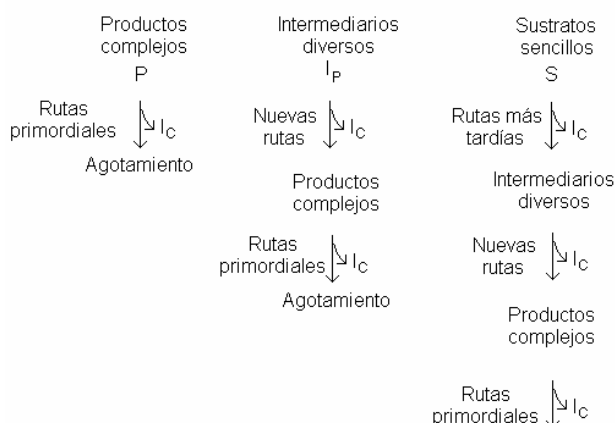 Productos
complejos
P
Rutas
primordiales
I_C
Agotamiento
Intermediarios
diversos
I_P
Nuevas
rutas
I_C
Productos
complejos
Rutas
primordiales
I_C
Agotamiento
Sustratos
sencillos
S
Rutas más
tardías
I_C
Intermediarios
diversos
Nuevas
rutas
I_C
Productos
complejos
Rutas
primordiales
I_C